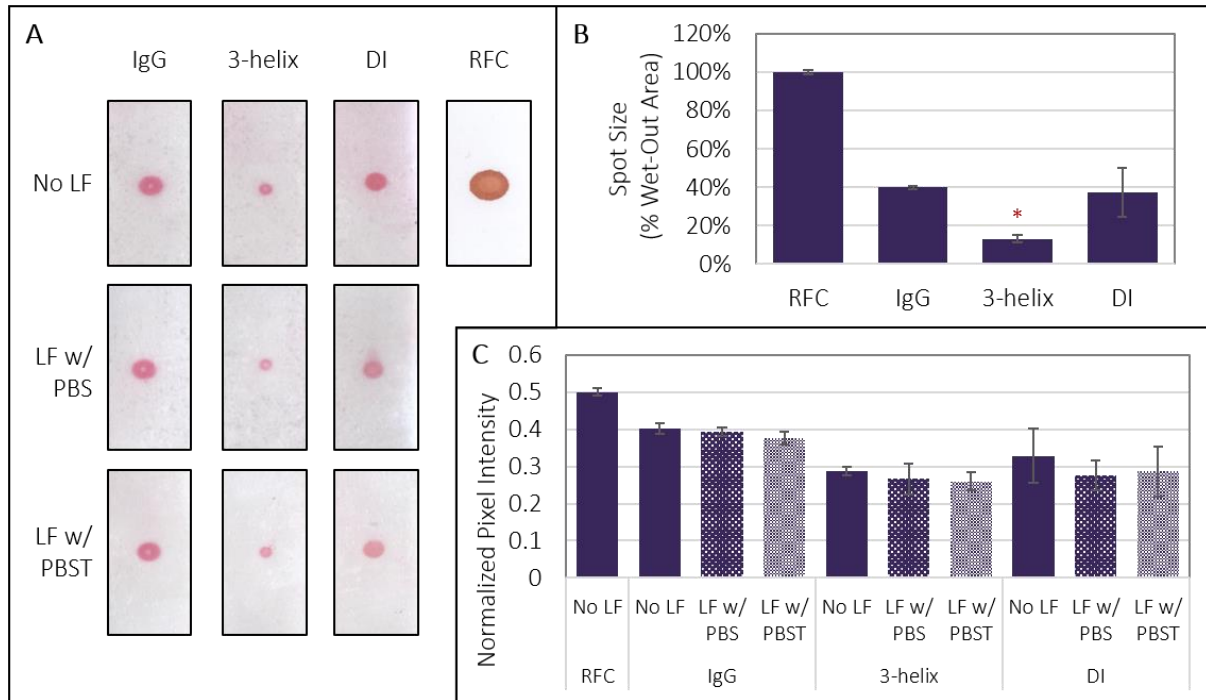 A
IgG 3-helix DI RFC
No LF
LF w/
PBS
LF w/
PBST
B
Spot Size
(% Wet-Out Area)
120%
100%
80%
60%
40%
20%
0%
*
RFC IgG 3-helix DI
C
Normalized Pixel Intensity
0.6
0.5
0.4
0.3
0.2
0.1
0
No LF No LF LF w/ LF w/ No LF LF w/ LF w/ No LF LF w/ LF w/
PBS PBST PBS PBST PBS PBST
RFC IgG 3-helix DI